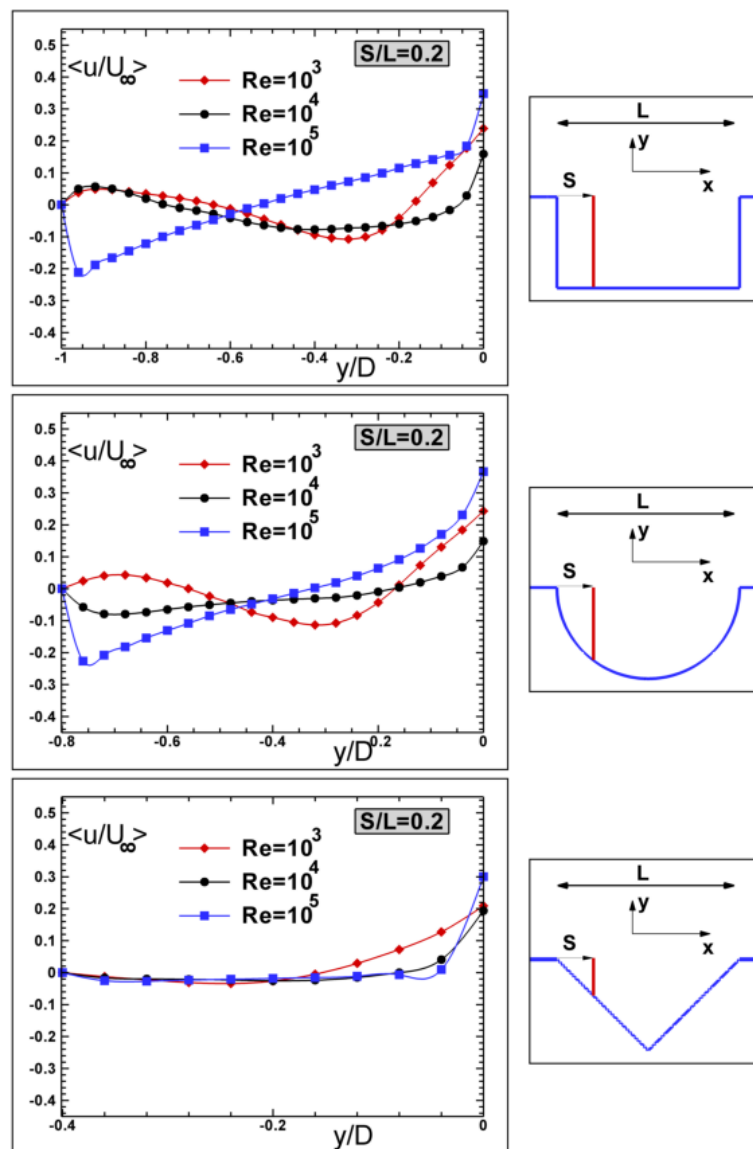 0.5
<u/U∞>
S/L=0.2
0.4
Re=10^3
0.3
Re=10^4
0.2
Re=10^5
0.1
0
-0.1
-0.2
-0.3
-0.4
-1 -0.8 -0.6 -0.4 -0.2 0
y/D
L
y
S
x
0.5
<u/U∞>
S/L=0.2
0.4
Re=10^3
0.3
Re=10^4
0.2
Re=10^5
0.1
0
-0.1
-0.2
-0.3
-0.4
-0.8 -0.6 -0.4 -0.2 0
y/D
L
y
S
x
0.5
<u/U∞>
S/L=0.2
0.4
Re=10^3
0.3
Re=10^4
0.2
Re=10^5
0.1
0
-0.1
-0.2
-0.3
-0.4
-0.4 -0.2 0
y/D
L
y
S
x